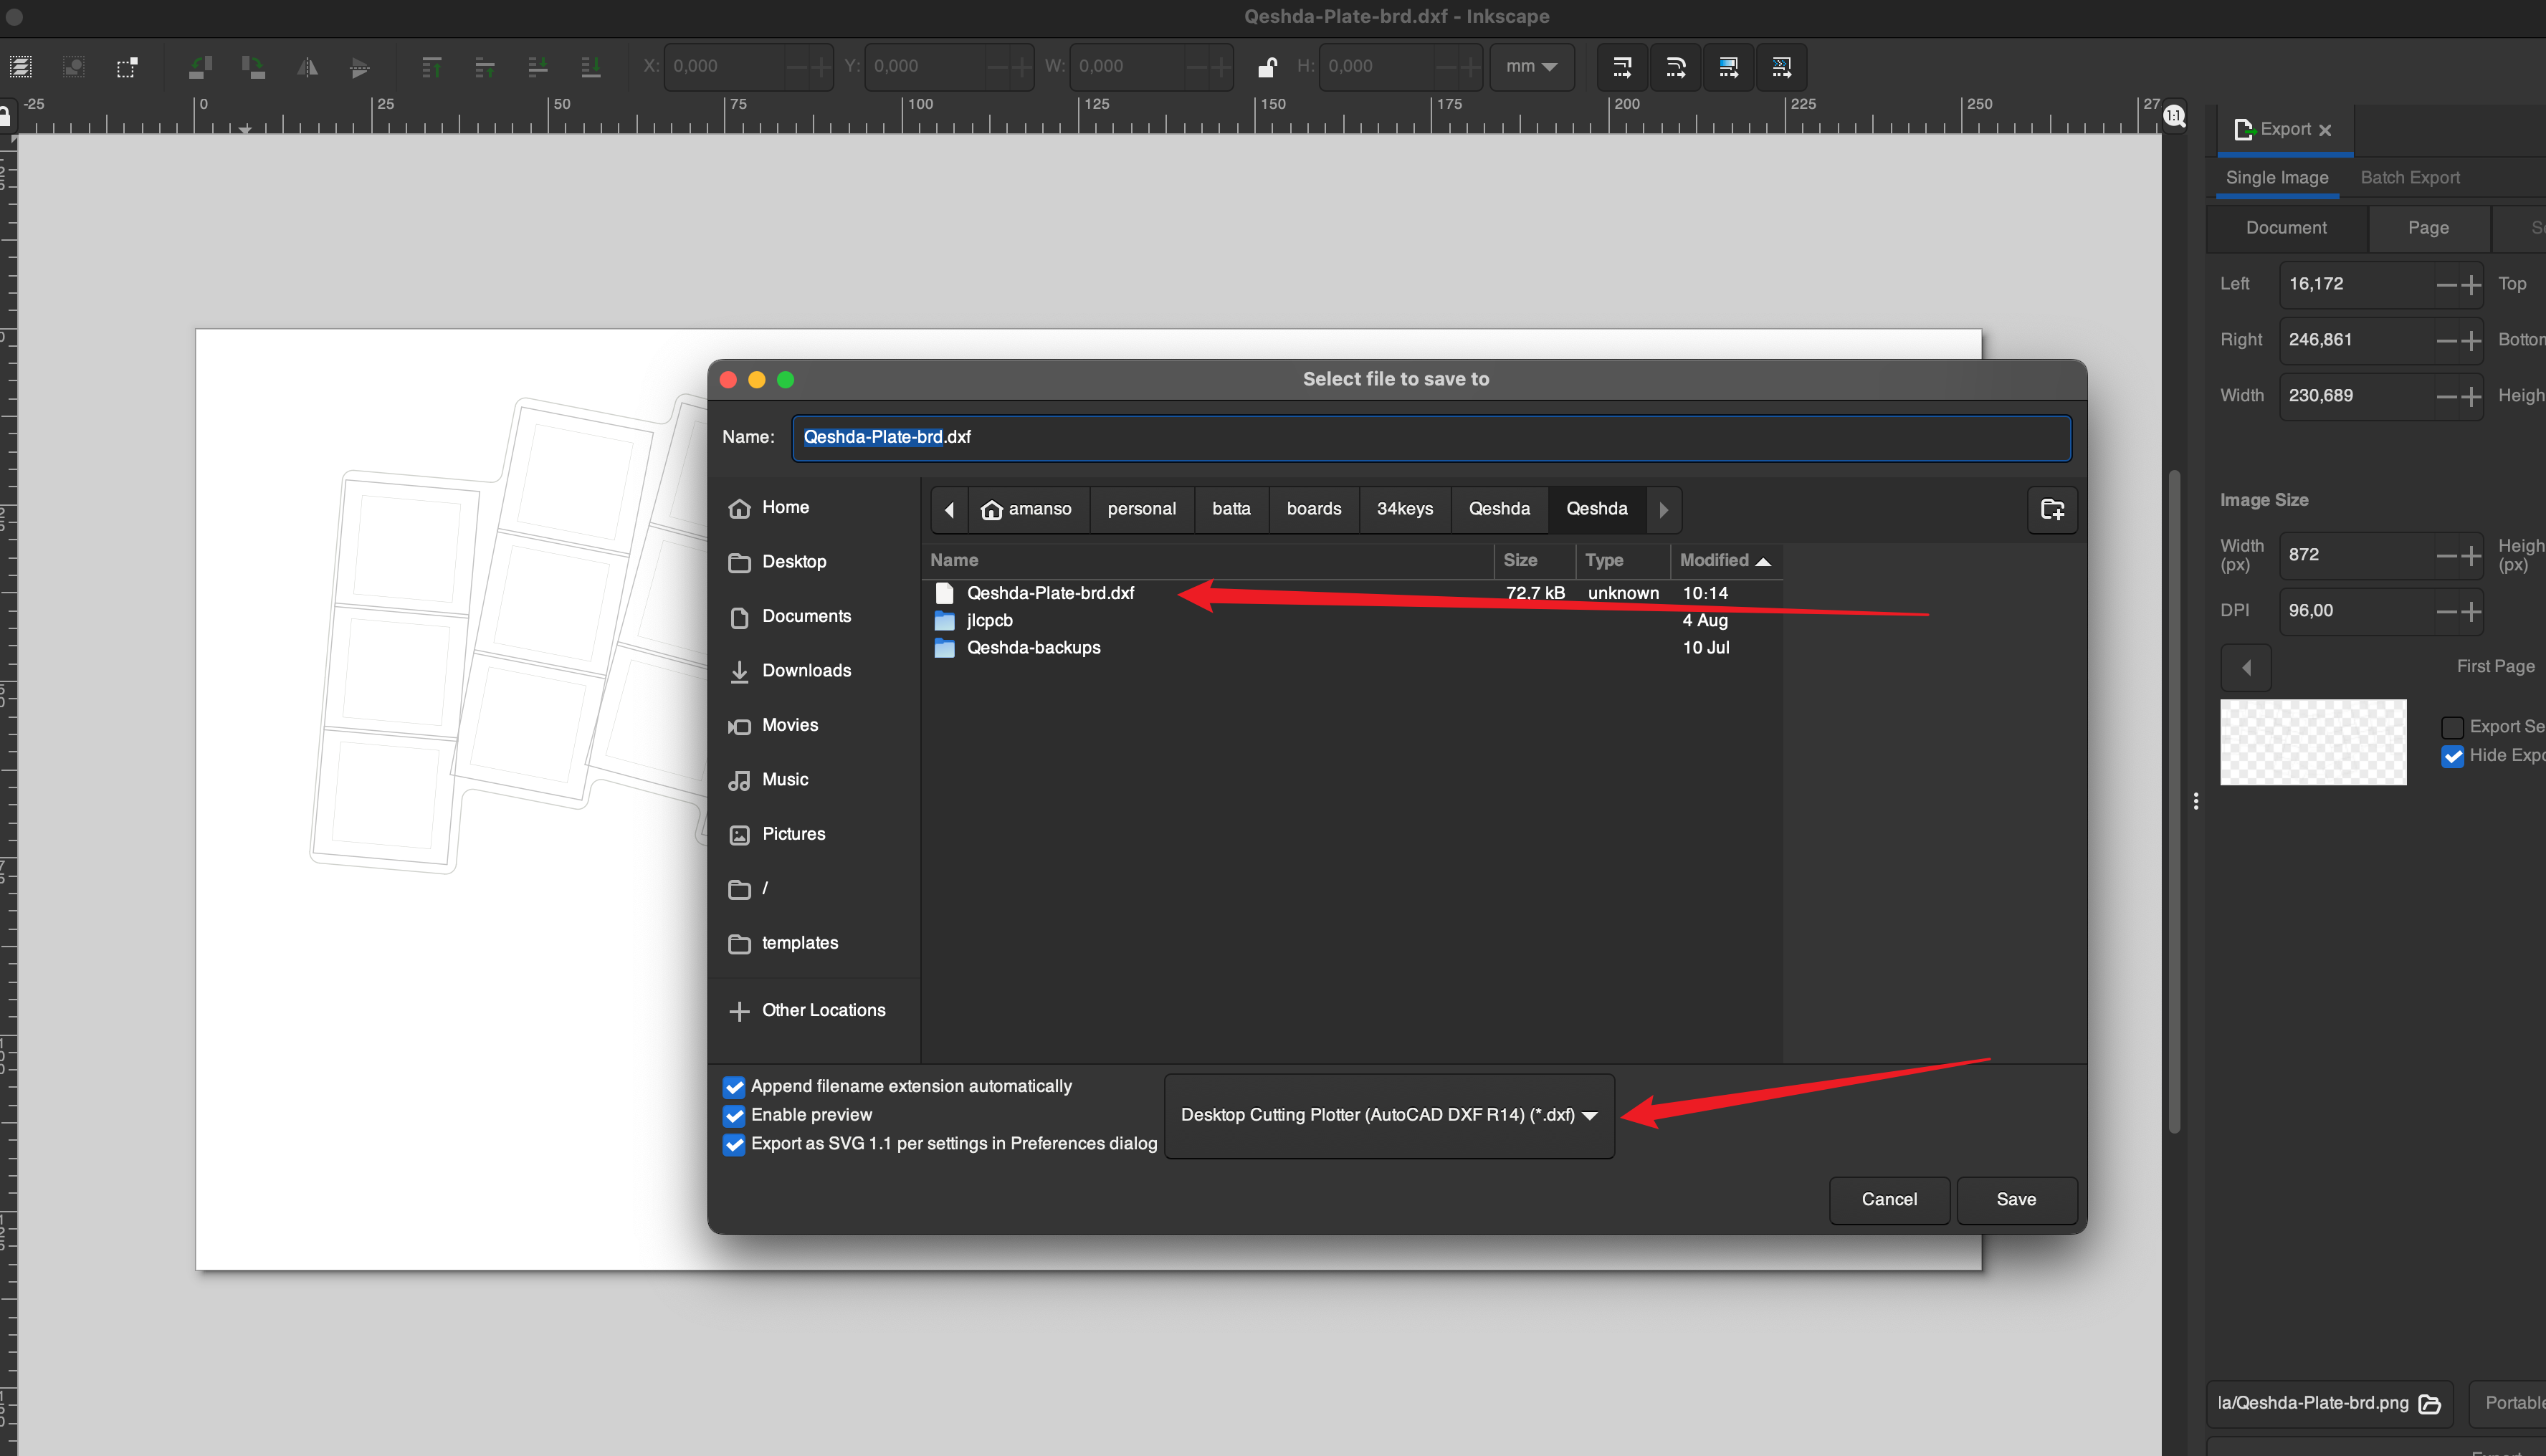 Qeshda-Plate-brd.dxf - Inkscape
X: 0,000 Y: 0,000 W: 0,000 H: 0,000 mm
-25 0 25 50 75 100 125 150 175 200 225 250 27
1:1
Export
Single Image Batch Export
Document Page
Left 16,172 Top
Right 246,861
Width 230,689
Image Size
Width (px) 872 (px)
DPI 96,00
First Page
Export Se
Hide Expo
la/Qeshda-Plate-brd.png
Select file to save to
Name: Qeshda-Plate-brd.dxf
Home
Desktop
Documents
Downloads
Movies
Music
Pictures
/
templates
Other Locations
amanso personal batta boards 34keys Qeshda Qeshda
Name Size Type Modified
Qeshda-Plate-brd.dxf 72,7 kB unknown 10:14
jlcpcb 4 Aug
Qeshda-backups 10 Jul
Append filename extension automatically
Enable preview
Export as SVG 1.1 per settings in Preferences dialog
Desktop Cutting Plotter (AutoCAD DXF R14) (*.dxf)
Cancel Save